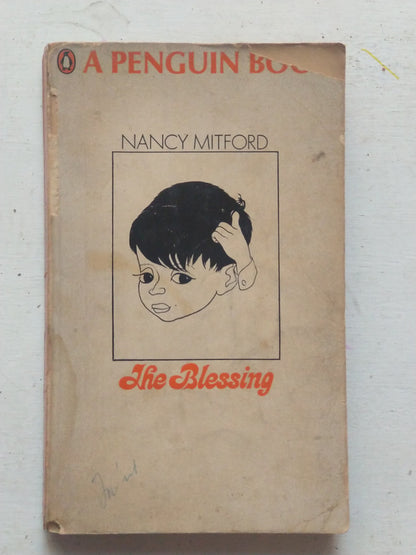 A PENGUIN BOO
NANCY MITFORD
The Blessing